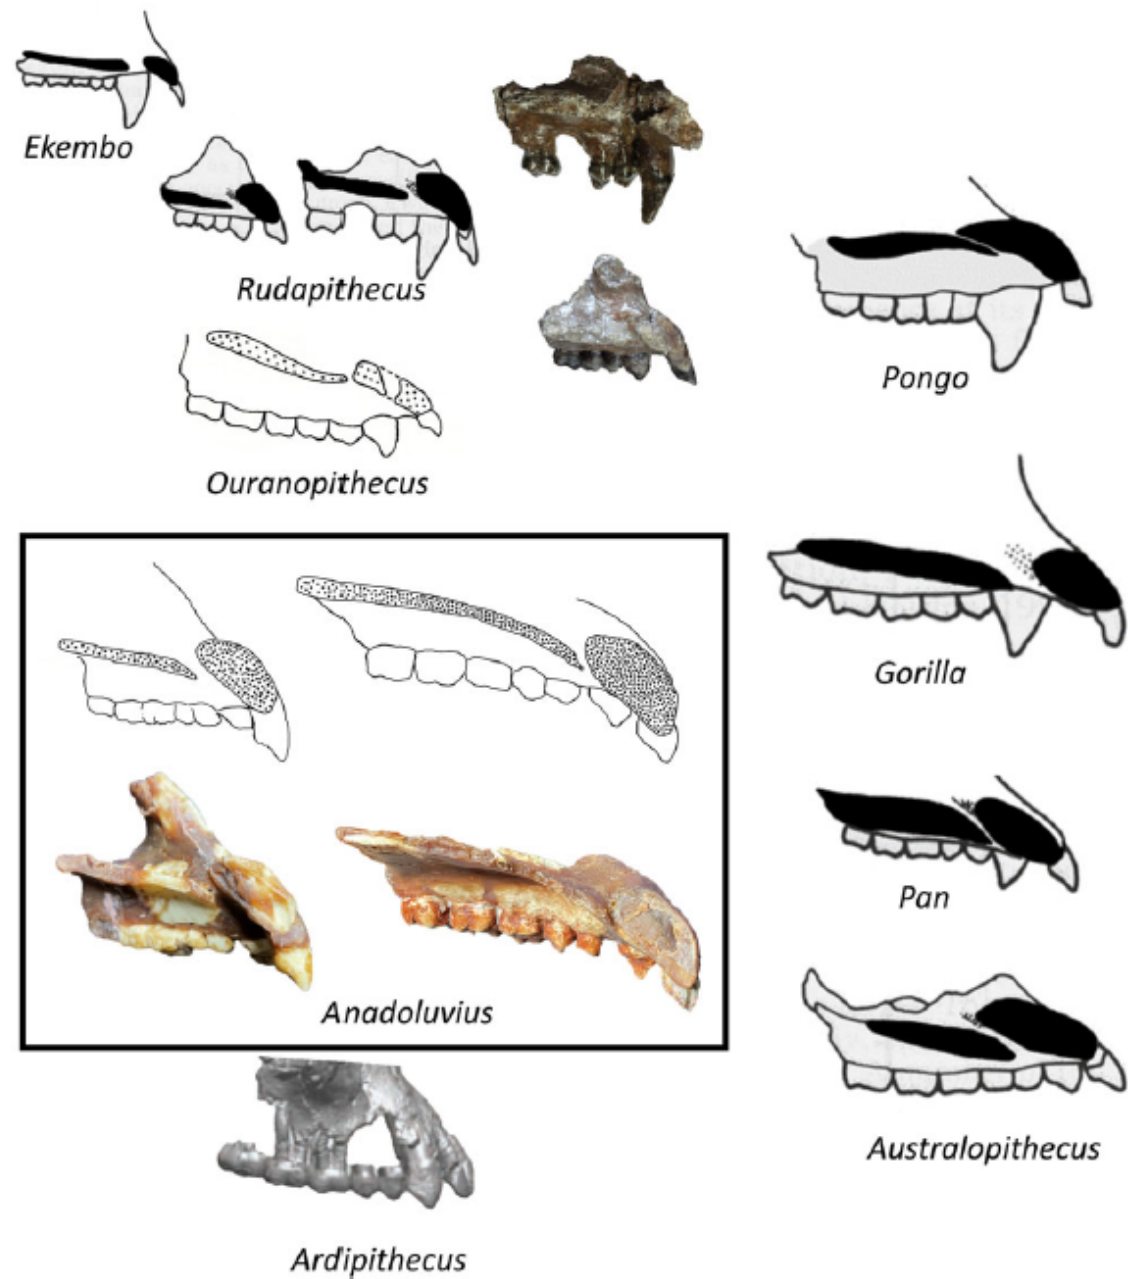 Ekembo
Rudapithecus
Pongo
Ouranopithecus
Gorilla
Pan
Anadoluvius
Australopithecus
Ardipithecus